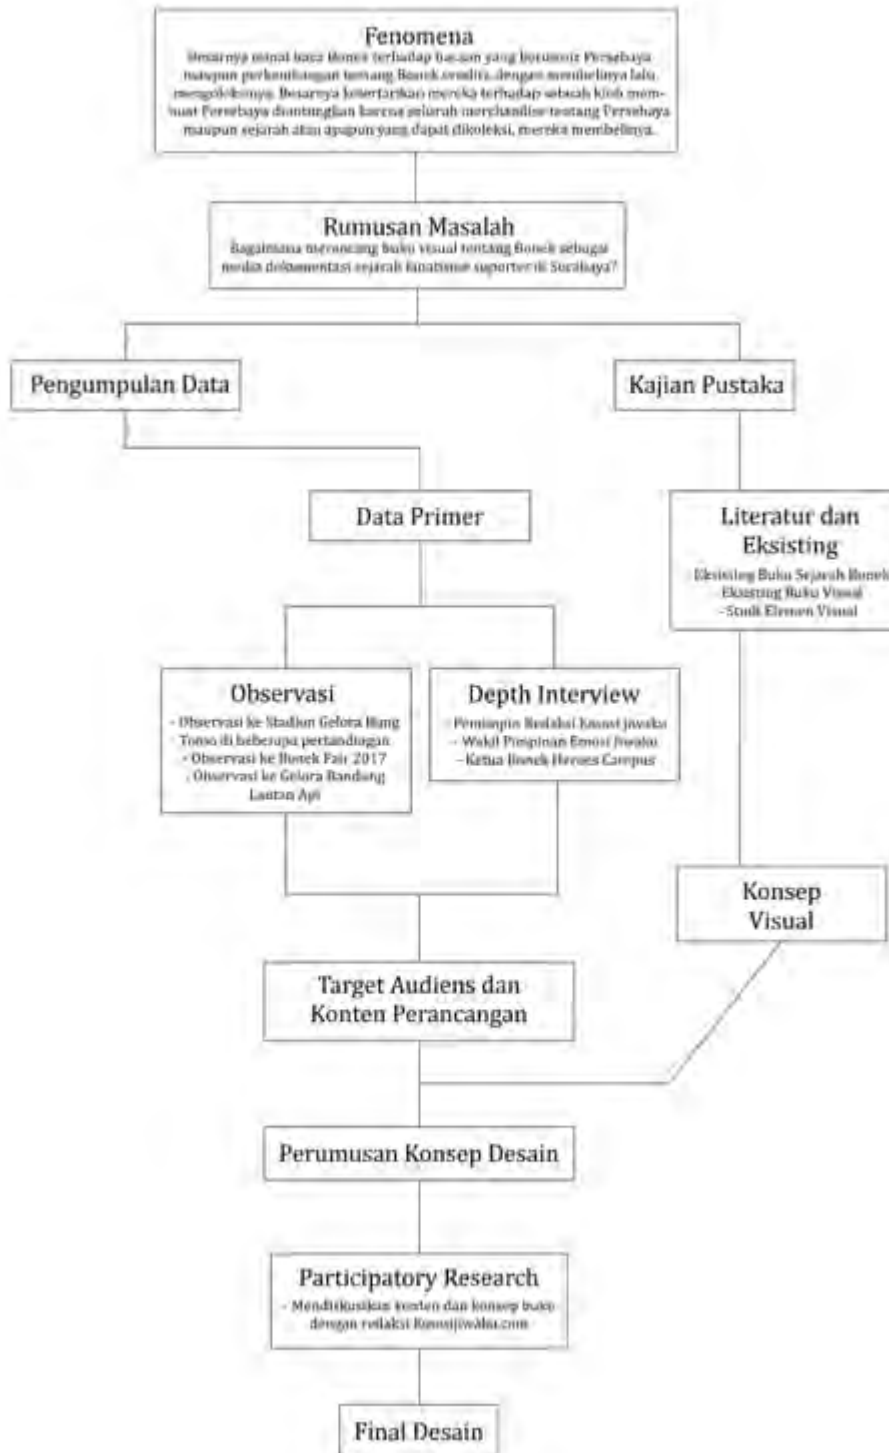 Fenomena
Besarnya minat baca Bonek terhadap bacaan yang Persebaya
maupun perkembangan tentang Bonek sendiri, dengan membelinya lalu
mengoleksinya. Besarnya ketertarikan mereka terhadap sebuah klub mem-
buat Persebaya diuntungkan karena seluruh merchandise tentang Persebaya
maupun sejarah atau apapun yang dapat dikoleksi, mereka membelinya.
Rumusan Masalah
Bagaimana merancang buku visual tentang Bonek sebagai
media dokumentasi sejarah fanatisme suporter di Surabaya?
Pengumpulan Data
Kajian Pustaka
Data Primer
Literatur dan
Eksisting
Eksisting Buku Sejarah Bonek
Eksisting Buku Visual
- Studi Elemen Visual
Observasi
- Observasi ke Stadion Gelora Bung
Tomo di beberapa pertandingan
- Observasi ke Bonek Fair 2017
- Observasi ke Gelora Bandung
Lautan Api
Depth Interview
- Pemimpin Redaksi Emosi Jiwaku
- Wakil Pimpinan Emosi Jiwaku
- Ketua Bonek Heroes Campus
Konsep
Visual
Target Audiens dan
Konten Perancangan
Perumusan Konsep Desain
Participatory Research
- Mendiskusikan konten dan konsep buku
dengan redaksi Emosijiwaku.com
Final Desain